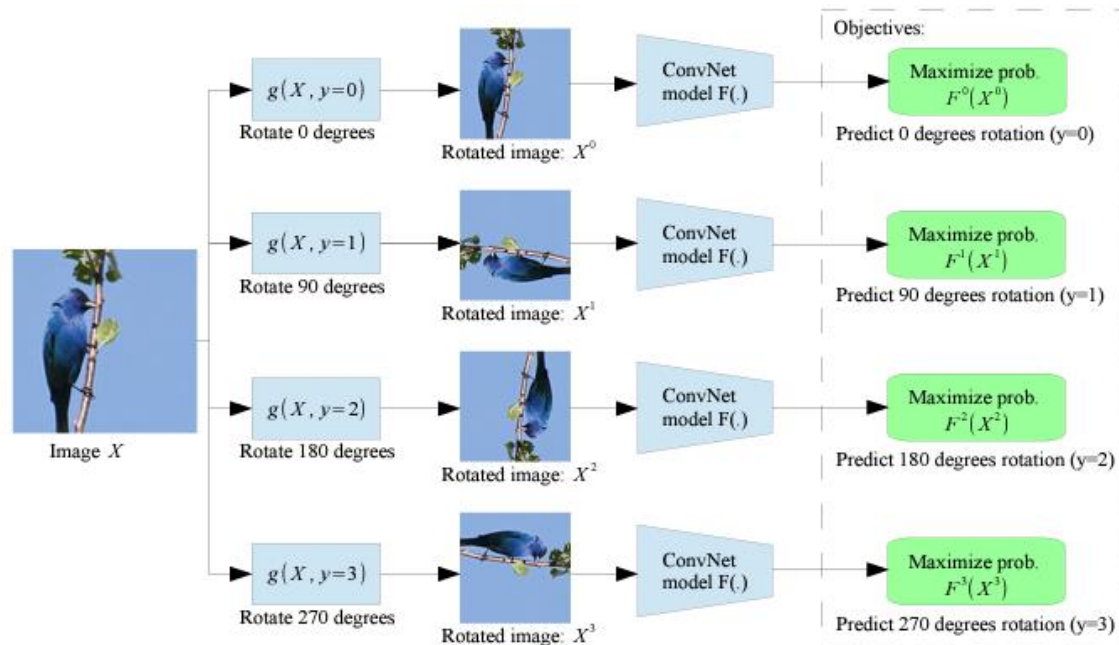 Objectives:
g(X, y=0)
Rotate 0 degrees
Rotated image: X⁰
ConvNet
model F(.)
Maximize prob.
F⁰(X⁰)
Predict 0 degrees rotation (y=0)
g(X, y=1)
Rotate 90 degrees
Rotated image: X¹
ConvNet
model F(.)
Maximize prob.
F¹(X¹)
Predict 90 degrees rotation (y=1)
Image X
g(X, y=2)
Rotate 180 degrees
Rotated image: X²
ConvNet
model F(.)
Maximize prob.
F²(X²)
Predict 180 degrees rotation (y=2)
g(X, y=3)
Rotate 270 degrees
Rotated image: X³
ConvNet
model F(.)
Maximize prob.
F³(X³)
Predict 270 degrees rotation (y=3)